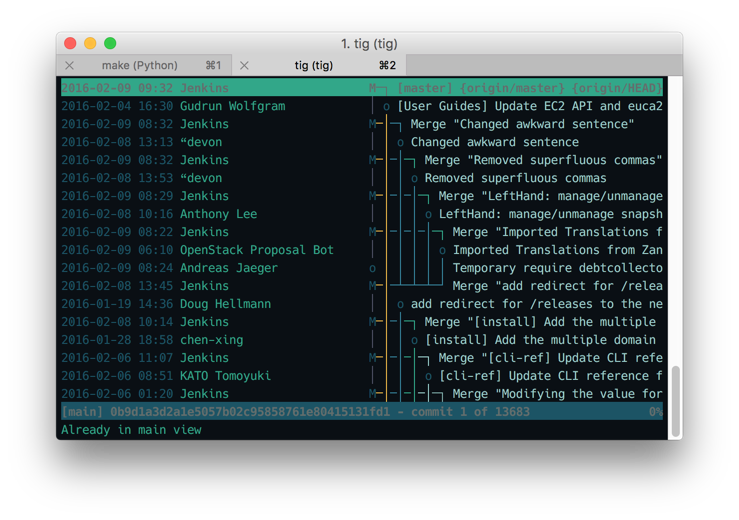 1. tig (tig)
make (Python) ⌘1 tig (tig) ⌘2
2016-02-09 09:32 Jenkins M─┐ [master] {origin/master} {origin/HEAD}
2016-02-04 16:30 Gudrun Wolfgram │ o [User Guides] Update EC2 API and euca2
2016-02-09 08:32 Jenkins M─│─┐ Merge "Changed awkward sentence"
2016-02-08 13:13 “devon │ │ o Changed awkward sentence
2016-02-09 08:32 Jenkins M─│─│─┐ Merge "Removed superfluous commas"
2016-02-08 13:53 “devon │ │ │ o Removed superfluous commas
2016-02-09 08:29 Jenkins M─│─│─│─┐ Merge "LeftHand: manage/unmanage
2016-02-08 10:16 Anthony Lee │ │ │ │ o LeftHand: manage/unmanage snapsh
2016-02-09 08:22 Jenkins M─│─│─│─│─┐ Merge "Imported Translations f
2016-02-09 06:10 OpenStack Proposal Bot │ │ │ │ │ o Imported Translations from Zan
2016-02-09 08:24 Andreas Jaeger o │ │ │ │ │ Temporary require debtcollecto
2016-02-08 13:45 Jenkins M─│─┴─┴─┴─┘ Merge "add redirect for /relea
2016-01-19 14:36 Doug Hellmann │ │ o add redirect for /releases to the ne
2016-02-08 10:14 Jenkins M─│─│─┐ Merge "[install] Add the multiple
2016-01-28 18:58 chen-xing │ │ │ o [install] Add the multiple domain
2016-02-06 11:07 Jenkins M─│─│─│─┐ Merge "[cli-ref] Update CLI refe
2016-02-06 08:51 KATO Tomoyuki │ │ │ │ o [cli-ref] Update CLI reference f
2016-02-06 01:20 Jenkins M─│─│─│─│─┐ Merge "Modifying the value for
[main] 0b9d1a3d2a1e5057b02c95858761e80415131fd1 - commit 1 of 13683 0%
Already in main view